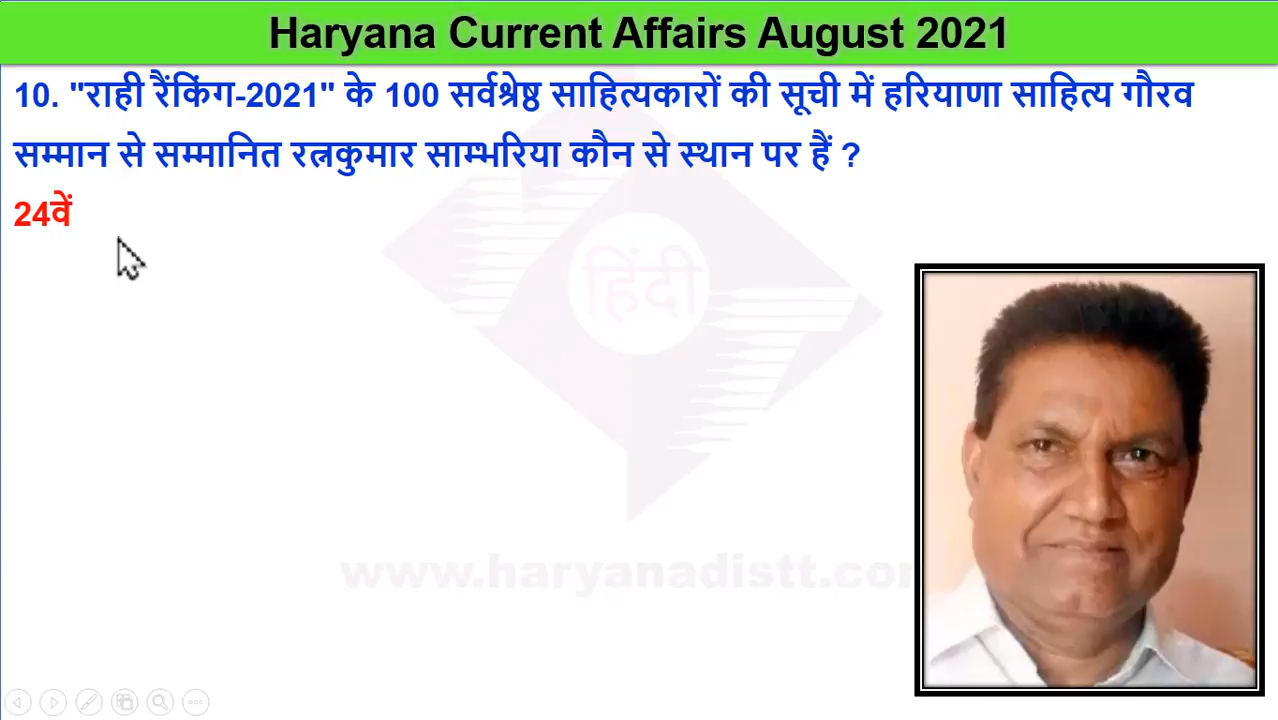 Haryana Current Affairs August 2021
10. "राही रैंकिंग-2021" के 100 सर्वश्रेष्ठ साहित्यकारों की सूची में हरियाणा साहित्य गौरव
सम्मान से सम्मानित रत्नकुमार साम्भरिया कौन से स्थान पर हैं ?
24वें
हिंदी
www.haryanadistt.co